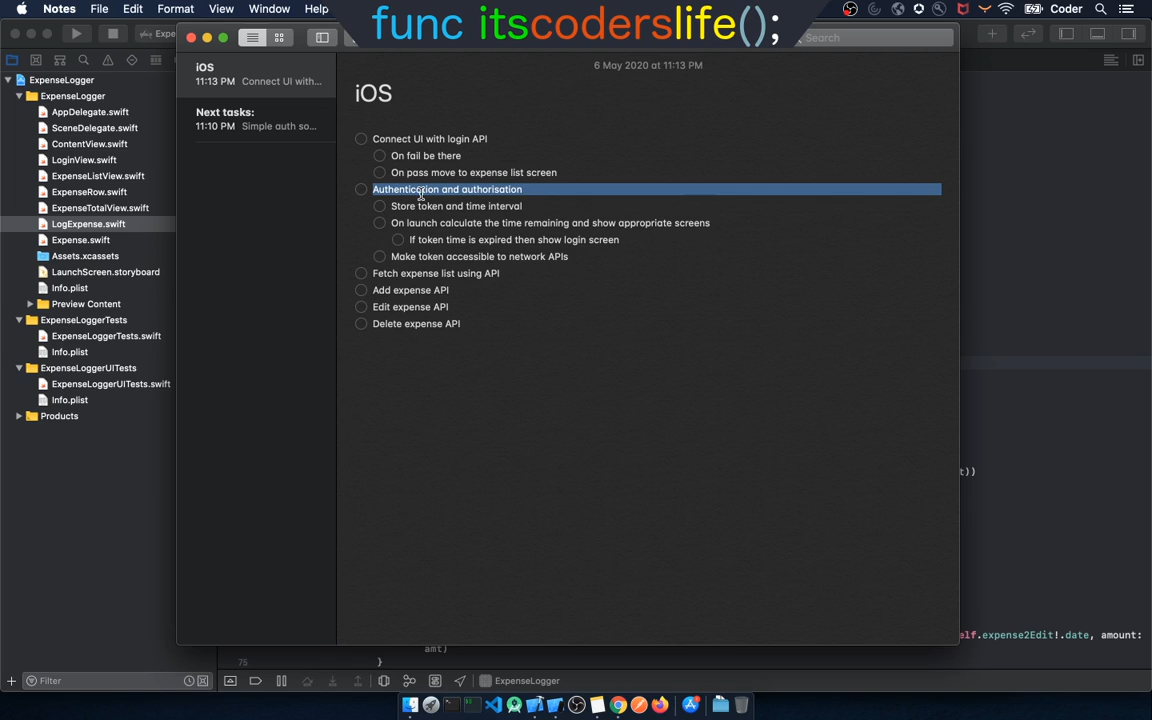 Notes File Edit Format View Window Help
Coder
func itscoderslife();
Expe
Search
ExpenseLogger
ExpenseLogger
AppDelegate.swift
SceneDelegate.swift
ContentView.swift
LoginView.swift
ExpenseListView.swift
ExpenseRow.swift
ExpenseTotalView.swift
LogExpense.swift
Expense.swift
Assets.xcassets
LaunchScreen.storyboard
Info.plist
Preview Content
ExpenseLoggerTests
ExpenseLoggerTests.swift
Info.plist
ExpenseLoggerUITests
ExpenseLoggerUITests.swift
Info.plist
Products
Filter
iOS
11:13 PM Connect UI with...
Next tasks:
11:10 PM Simple auth so...
6 May 2020 at 11:13 PM
iOS
Connect UI with login API
On fail be there
On pass move to expense list screen
Authentication and authorisation
Store token and time interval
On launch calculate the time remaining and show appropriate screens
If token time is expired then show login screen
Make token accessible to network APIs
Fetch expense list using API
Add expense API
Edit expense API
Delete expense API
t))
elf.expense2Edit!.date, amount:
amt)
75 }
ExpenseLogger